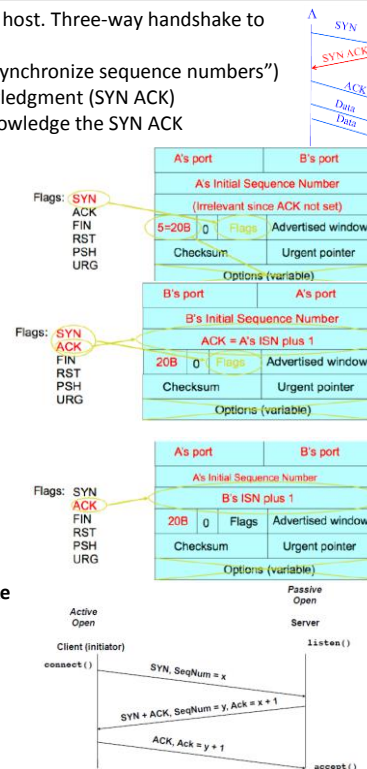 host. Three-way handshake to
ynchronize sequence numbers”)
ledgment (SYN ACK)
owledge the SYN ACK
A
SYN
SYN ACK
ACK
Data
Data
A's port B's port
A's Initial Sequence Number
(Irrelevant since ACK not set)
5=20B 0 Flags Advertised window
Checksum Urgent pointer
Options (variable)
Flags: SYN
ACK
FIN
RST
PSH
URG
B's port A's port
B's Initial Sequence Number
ACK = A's ISN plus 1
20B 0 Flags Advertised window
Checksum Urgent pointer
Options (variable)
Flags: SYN
ACK
FIN
RST
PSH
URG
A's port B's port
A's Initial Sequence Number
B's ISN plus 1
20B 0 Flags Advertised window
Checksum Urgent pointer
Options (variable)
Flags: SYN
ACK
FIN
RST
PSH
URG
e
Active
Open
Passive
Open
Client (initiator)
Server
connect()
listen()
SYN, SeqNum = x
SYN + ACK, SeqNum = y, Ack = x + 1
ACK, Ack = y + 1
accept()